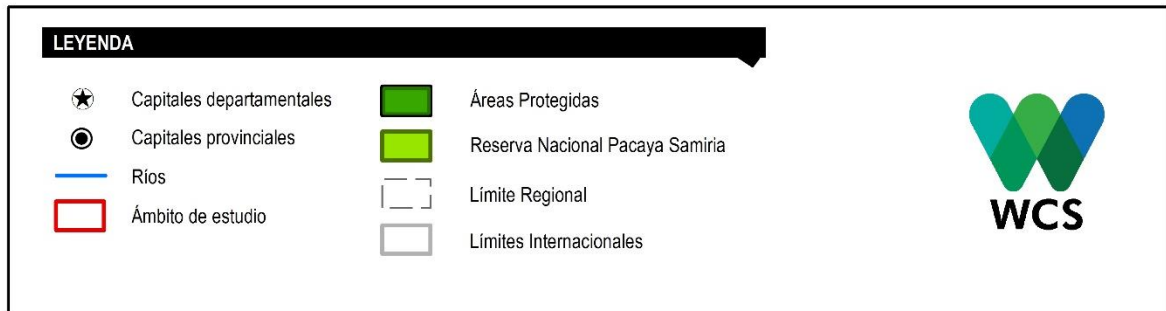 LEYENDA
Capitales departamentales
Capitales provinciales
Ríos
Ámbito de estudio
Áreas Protegidas
Reserva Nacional Pacaya Samiria
Límite Regional
Límites Internacionales
WCS